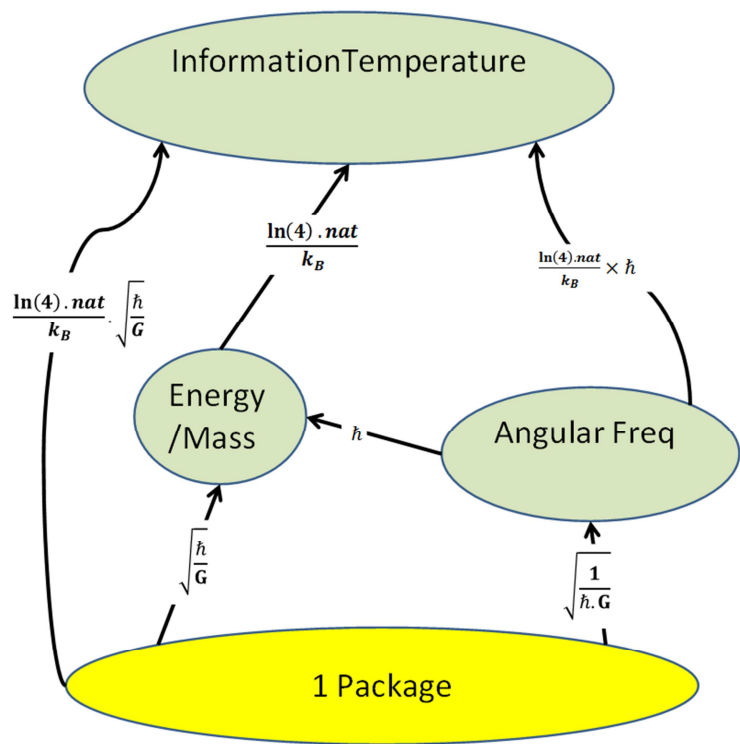 InformationTemperature
ln(4) .nat
k_B
ln(4).nat
k_B
× ħ
ln(4) .nat
k_B
. √
ħ
G
Energy
/Mass
Angular Freq
ħ
√
ħ
G
√
1
ħ. G
1 Package